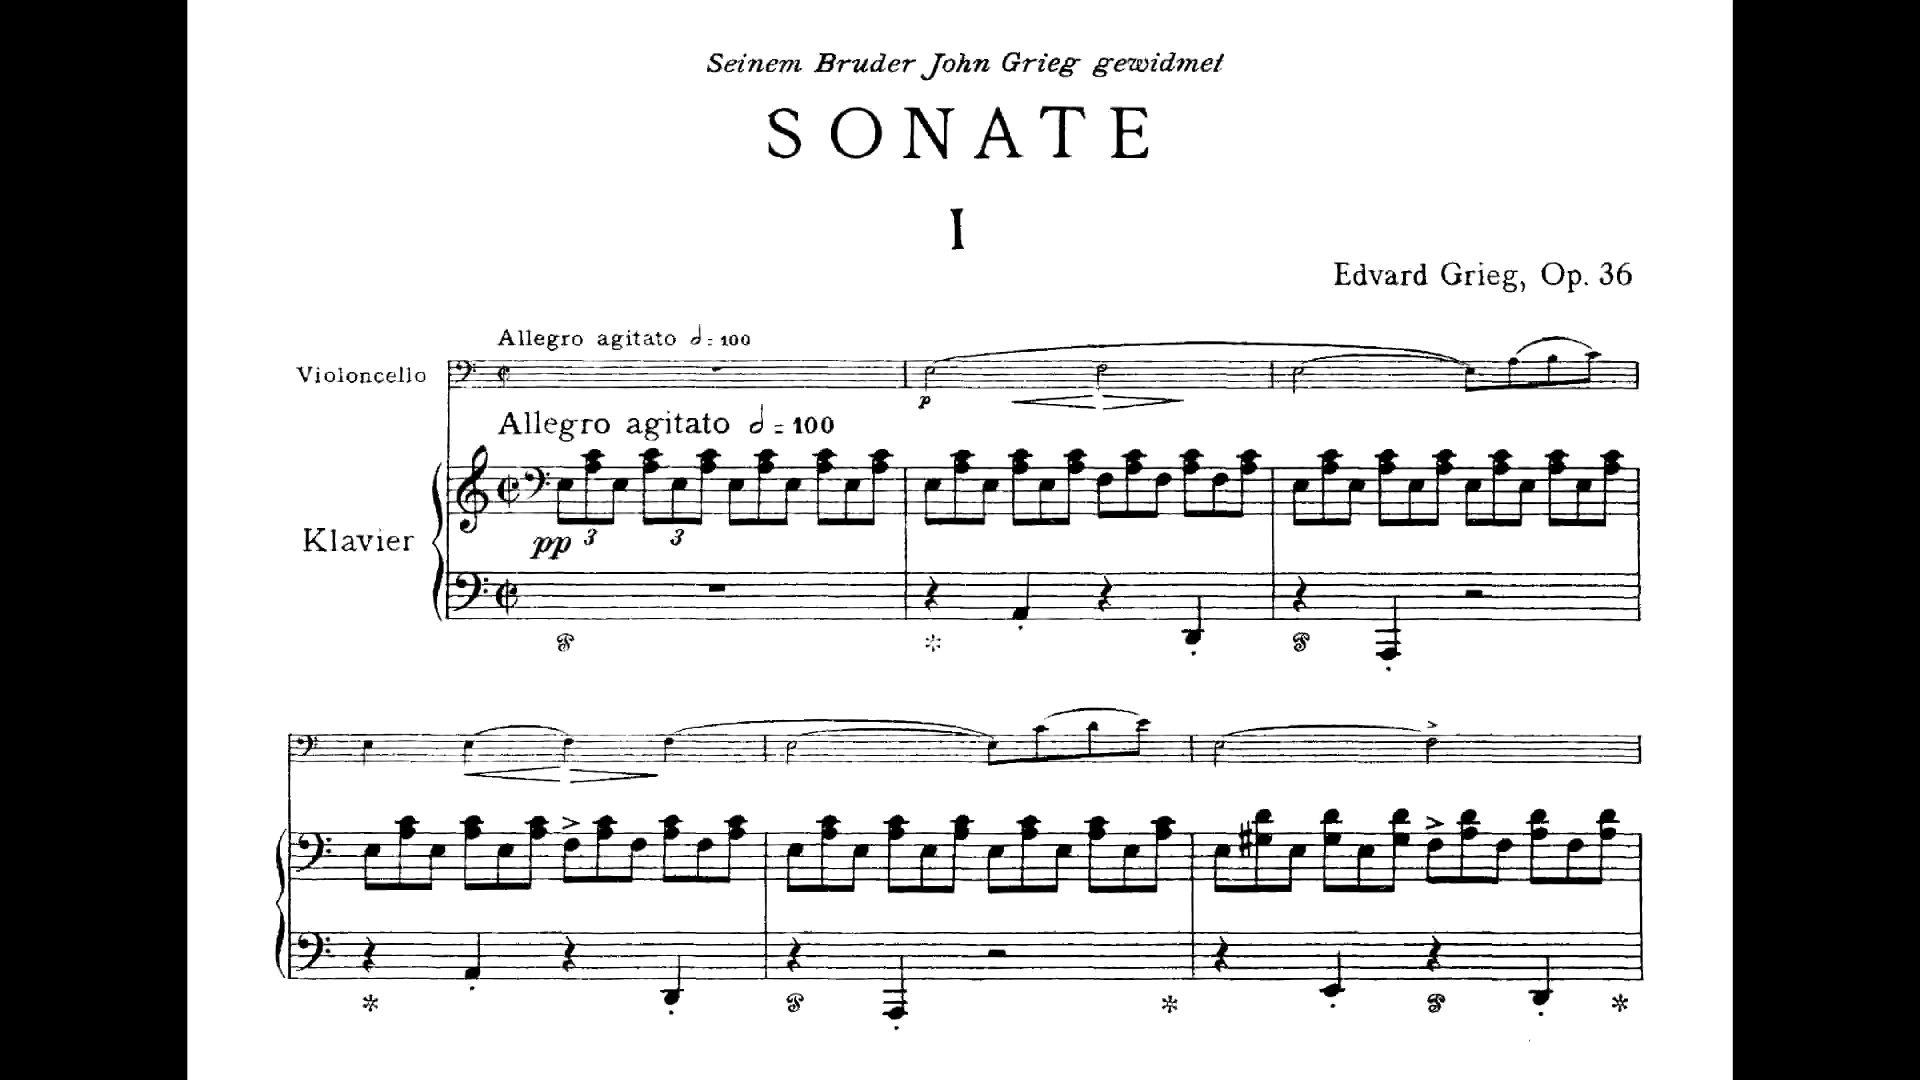 Seinem Bruder John Grieg gewidmet
SONATE
I
Edvard Grieg, Op. 36
Allegro agitato 𝅗𝅥 = 100
Violoncello
p
Allegro agitato 𝅗𝅥 = 100
Klavier
pp 3 3